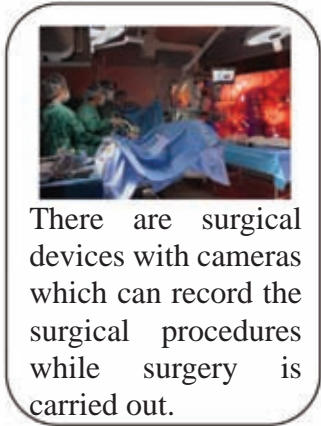 There are surgical
devices with cameras
which can record the
surgical procedures
while surgery is
carried out.